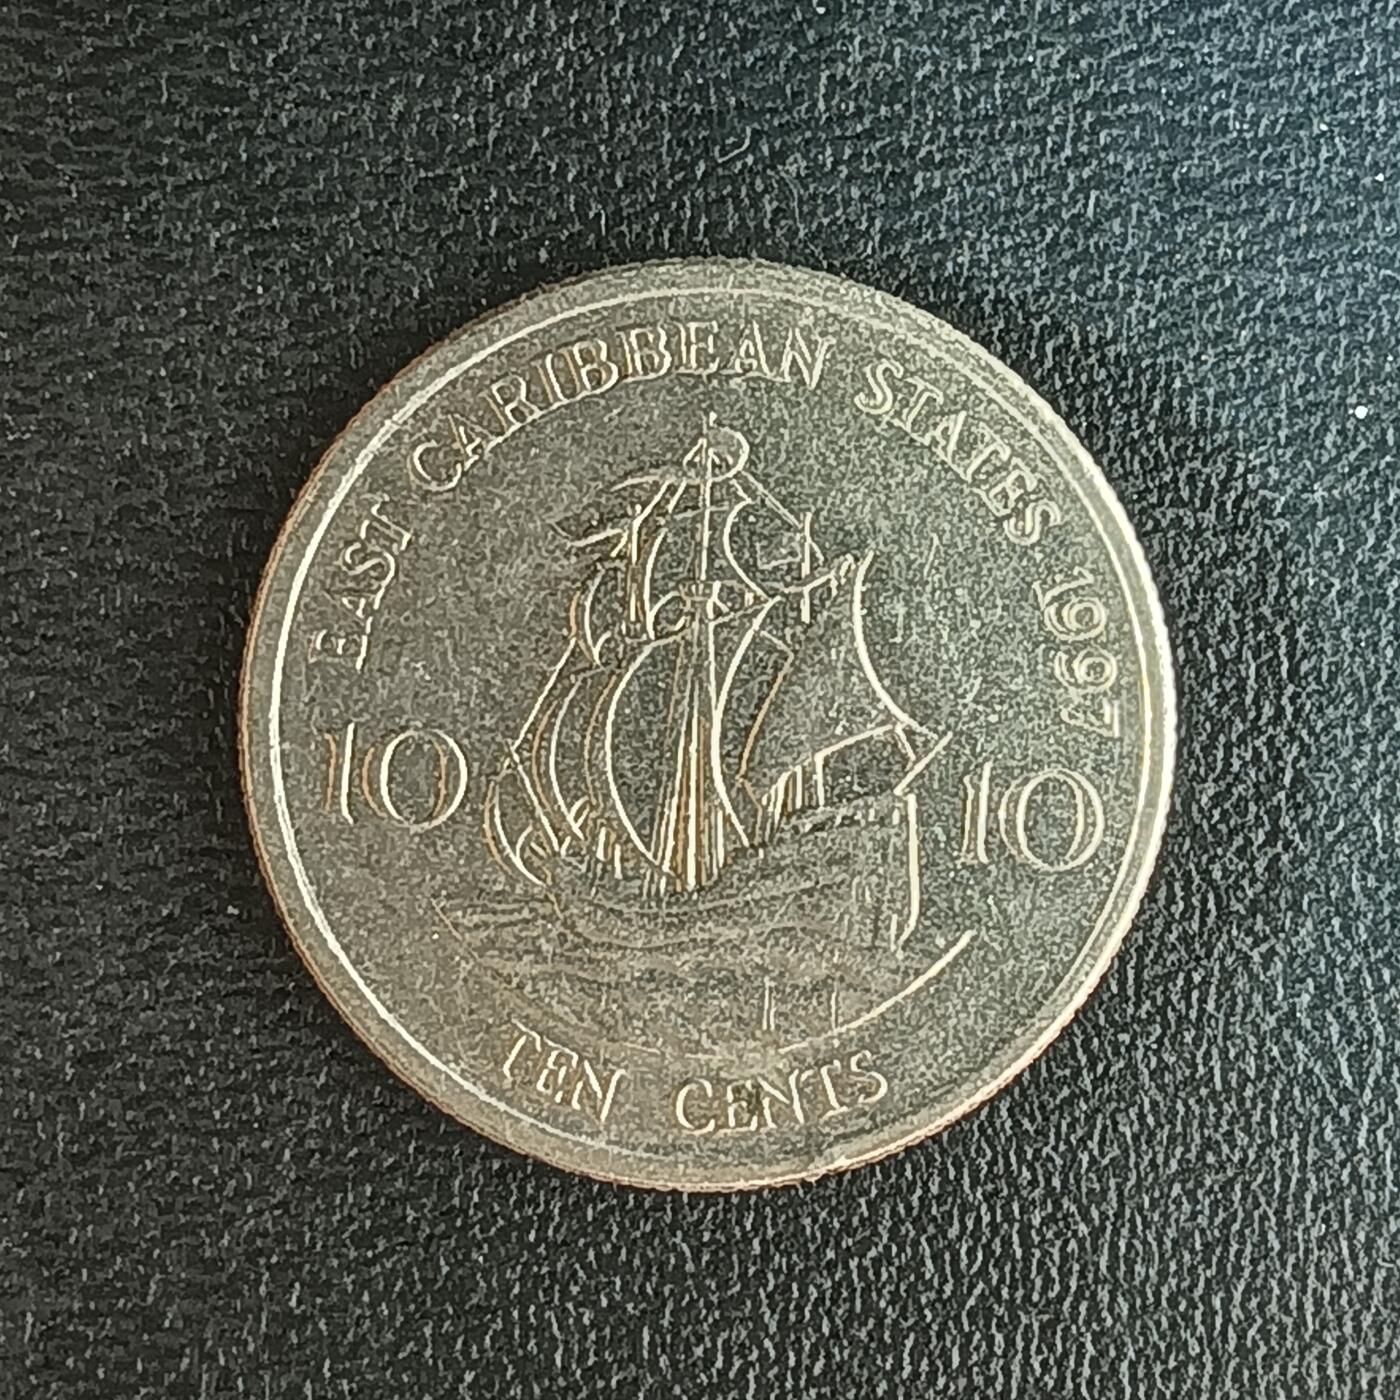 EAST CARIBBEAN STATES 1997
10 10
TEN CENTS